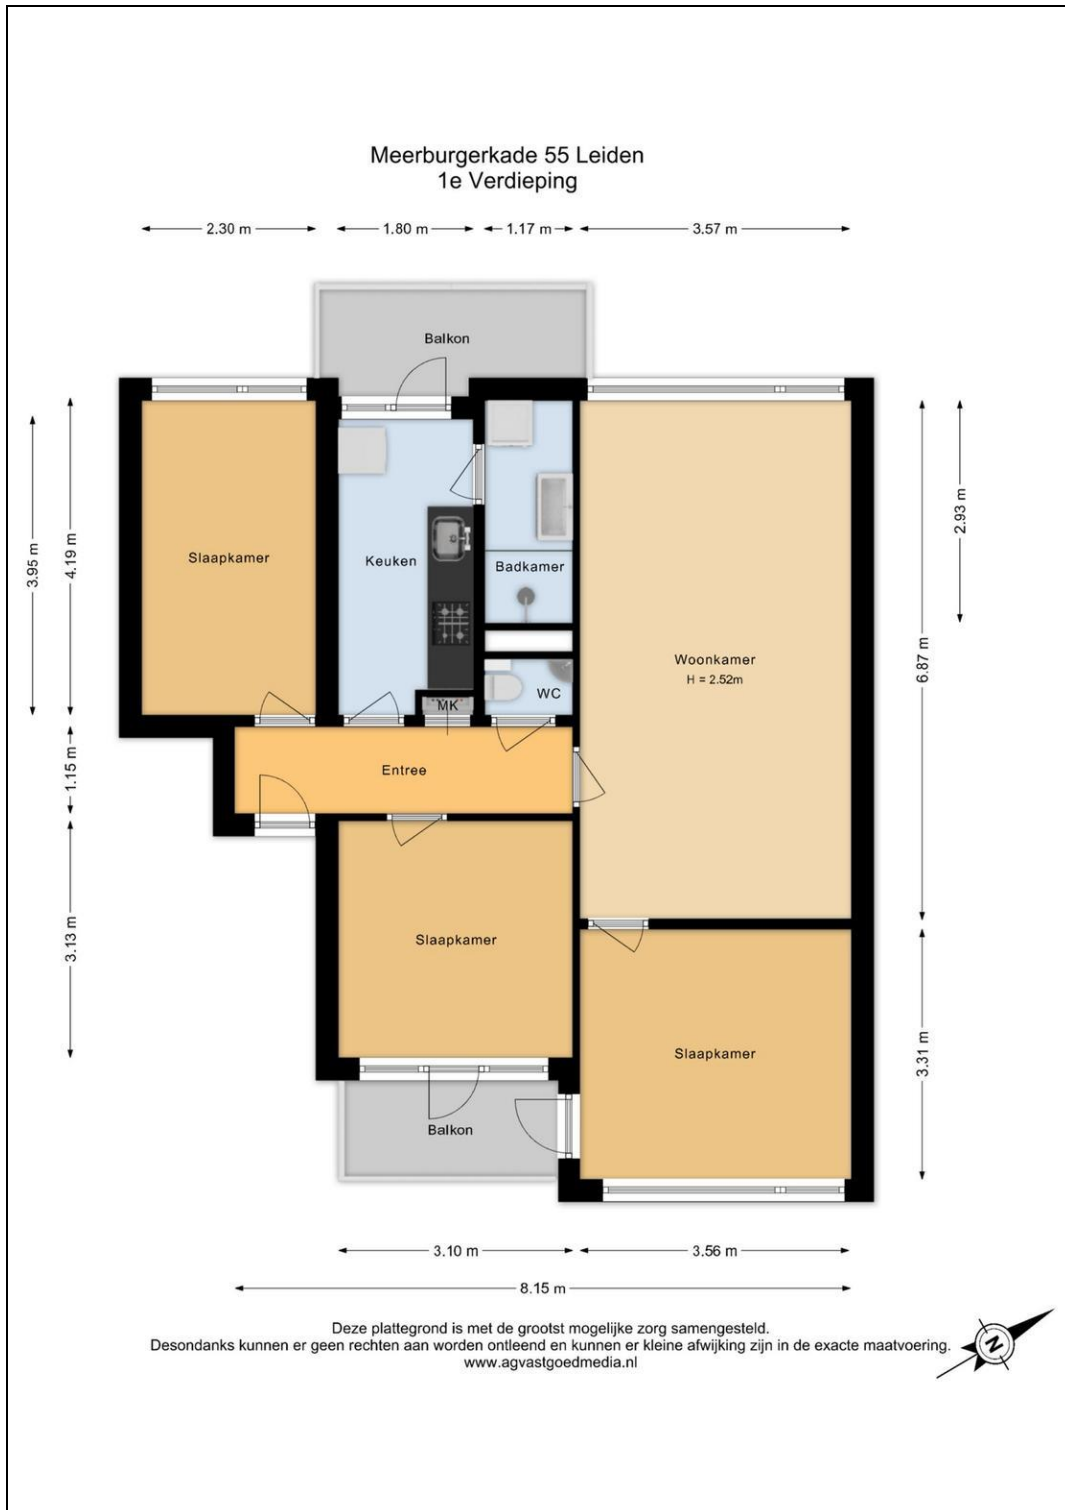 Meerburgerkade 55 Leiden
1e Verdieping
2.30 m
1.80 m
1.17 m
3.57 m
Balkon
3.95 m
4.19 m
2.93 m
Slaapkamer
Keuken
Badkamer
Woonkamer
H = 2.52m
6.87 m
WC
MK
1.15 m
Entree
3.13 m
Slaapkamer
Slaapkamer
3.31 m
Balkon
3.10 m
3.56 m
8.15 m
Deze plattegrond is met de grootst mogelijke zorg samengesteld.
Desondanks kunnen er geen rechten aan worden ontleend en kunnen er kleine afwijking zijn in de exacte maatvoering.
www.agvastgoedmedia.nl
N